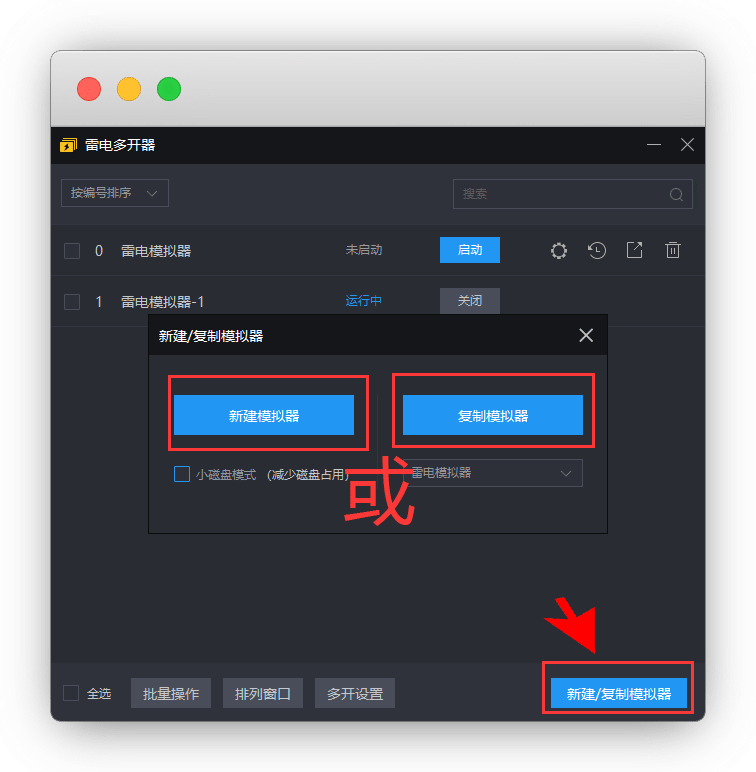 雷电多开器
按编号排序
搜索
0 雷电模拟器 未启动 启动
1 雷电模拟器-1 运行中 关闭
新建/复制模拟器
新建模拟器 复制模拟器
小磁盘模式 (减少磁盘占用) 雷电模拟器
或
全选 批量操作 排列窗口 多开设置 新建/复制模拟器